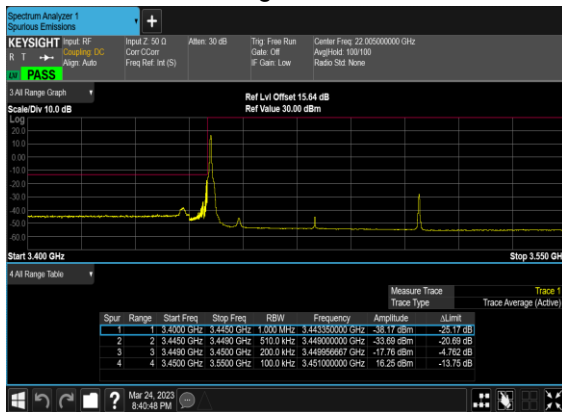 Spectrum Analyzer 1
Spurious Emissions
KEYSIGHT Input: RF Input Z: 50 Ω Atten: 30 dB Trig: Free Run Center Freq: 22.005000000 GHz
R T Coupling: DC Corr CCorr Gate: Off Avg|Hold: 100/100
Align: Auto Freq Ref: Int (S) IF Gain: Low Radio Std: None
PASS
3 All Range Graph
Ref Lvl Offset 15.64 dB
Scale/Div 10.0 dB Ref Value 30.00 dBm
Log
20.0
10.0
0.00
-10.0
-20.0
-30.0
-40.0
-50.0
-60.0
Start 3.400 GHz Stop 3.550 GH
4 All Range Table
Measure Trace Trace 1
Trace Type Trace Average (Active)
Spur Range Start Freq Stop Freq RBW Frequency Amplitude ΔLimit
1 1 3.4000 GHz 3.4450 GHz 1.000 MHz 3.443350000 GHz -38.17 dBm -25.17 dB
2 2 3.4450 GHz 3.4490 GHz 510.0 kHz 3.449000000 GHz -33.69 dBm -20.69 dB
3 3 3.4490 GHz 3.4500 GHz 200.0 kHz 3.449956667 GHz -17.76 dBm -4.762 dB
4 4 3.4500 GHz 3.5500 GHz 100.0 kHz 3.451000000 GHz 16.25 dBm -13.75 dB
? Mar 24, 2023
8:40:48 PM